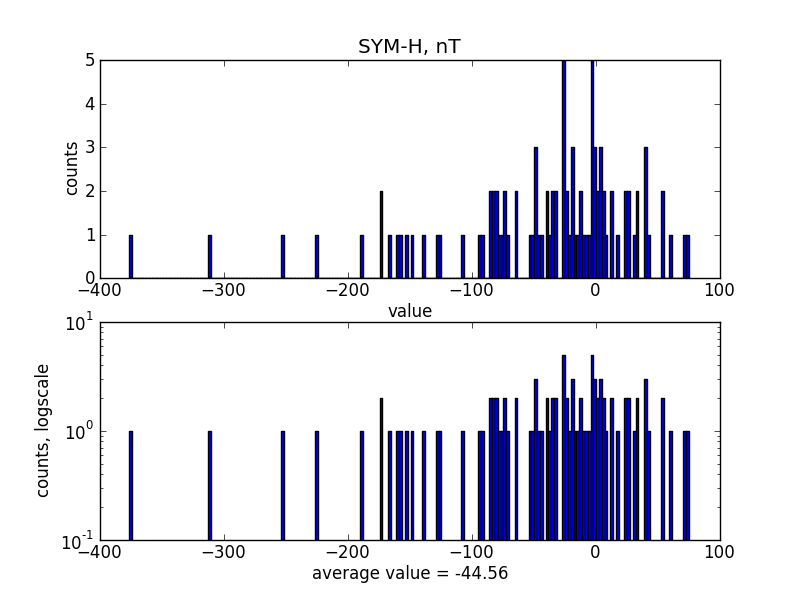 SYM-H, nT
5
4
3
2
1
0
counts
−400 −300 −200 −100 0 100
value
10^1
10^0
10^-1
counts, logscale
−400 −300 −200 −100 0 100
average value = -44.56